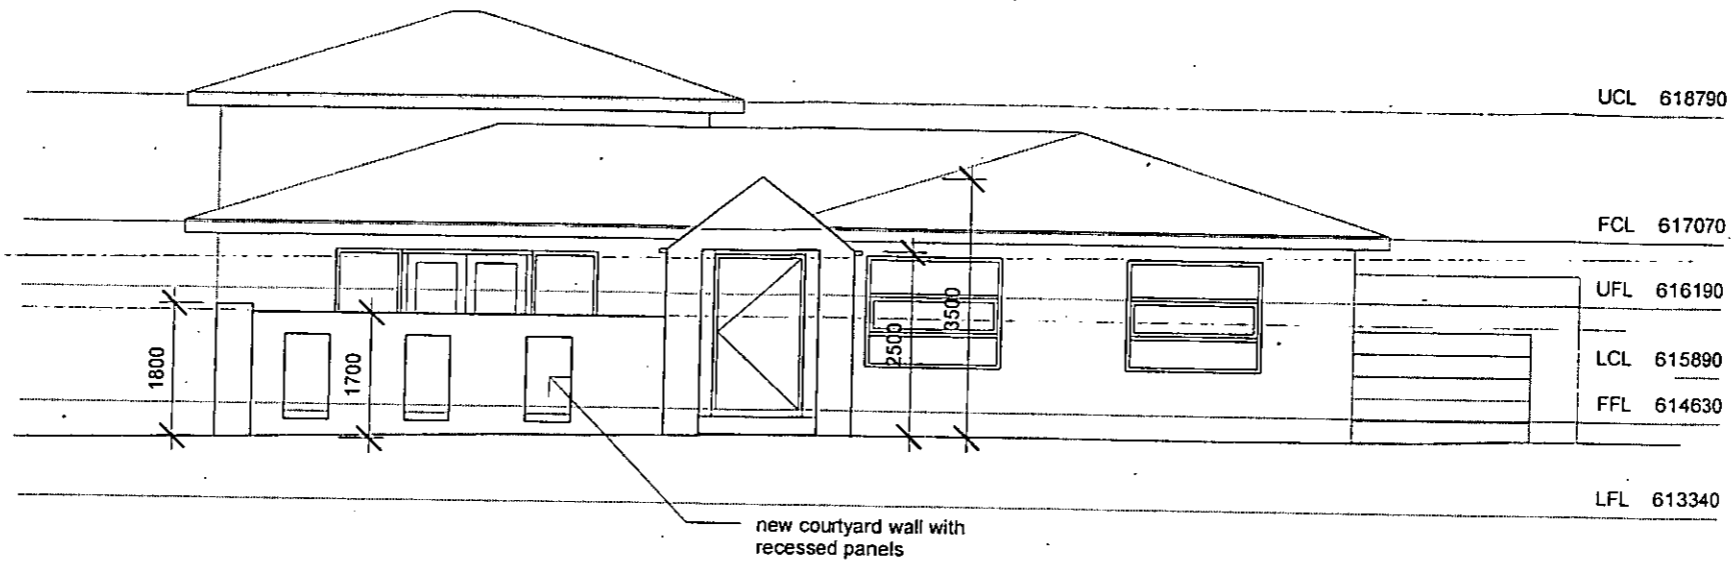 UCL 618790
FCL 617070
UFL 616190
LCL 615890
FFL 614630
LFL 613340
1800
1700
2500
3500
new courtyard wall with
recessed panels